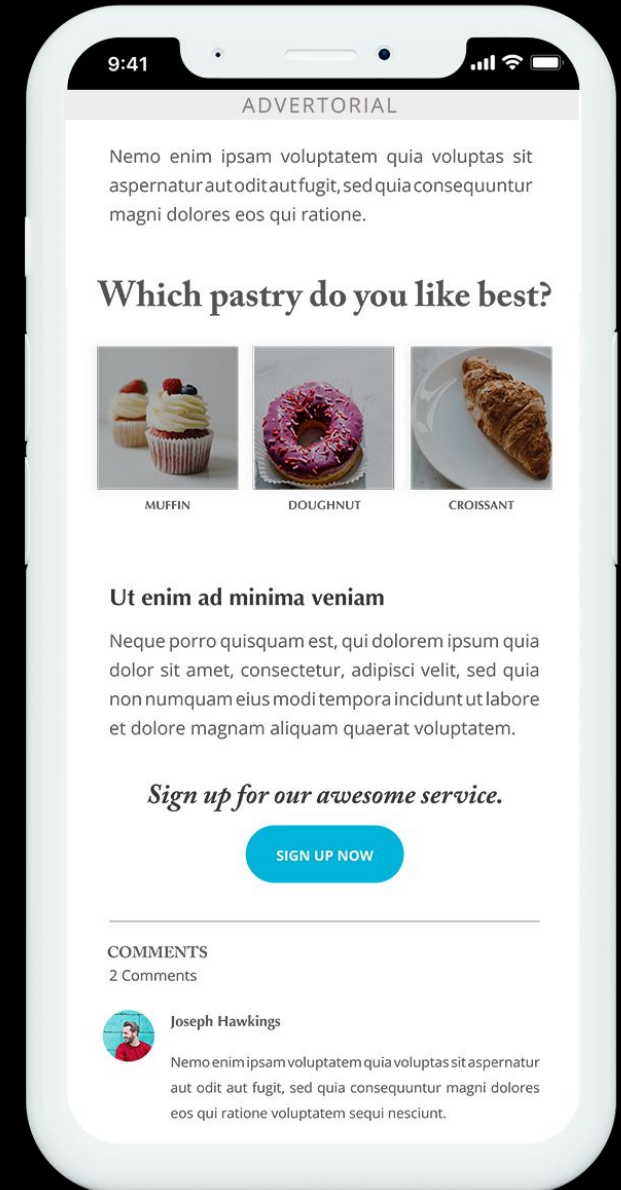 9:41
ADVERTORIAL
Nemo enim ipsam voluptatem quia voluptas sit
aspernatur aut odit aut fugit, sed quia consequuntur
magni dolores eos qui ratione.
Which pastry do you like best?
MUFFIN DOUGHNUT CROISSANT
Ut enim ad minima veniam
Neque porro quisquam est, qui dolorem ipsum quia
dolor sit amet, consectetur, adipisci velit, sed quia
non numquam eius modi tempora incidunt ut labore
et dolore magnam aliquam quaerat voluptatem.
Sign up for our awesome service.
SIGN UP NOW
COMMENTS
2 Comments
Joseph Hawkings
Nemo enim ipsam voluptatem quia voluptas sit aspernatur
aut odit aut fugit, sed quia consequuntur magni dolores
eos qui ratione voluptatem sequi nesciunt.